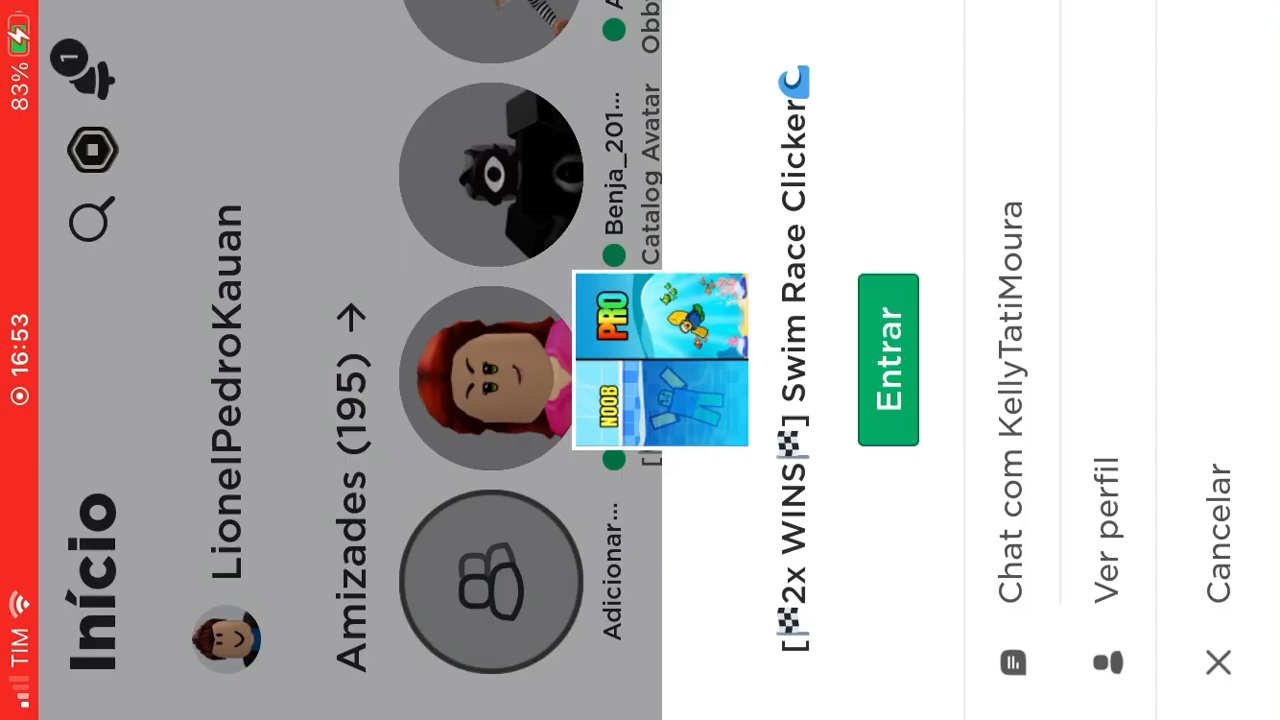 TIM 16:53 83%
Início
1
LionelPedroKauan
Amizades (195) →
Adicionar... Benja_201...
Catalog Avatar Obb
NOOB PRO
[🏁2x WINS🏁] Swim Race Clicker🌊
Entrar
Chat com KellyTatiMoura
Ver perfil
Cancelar